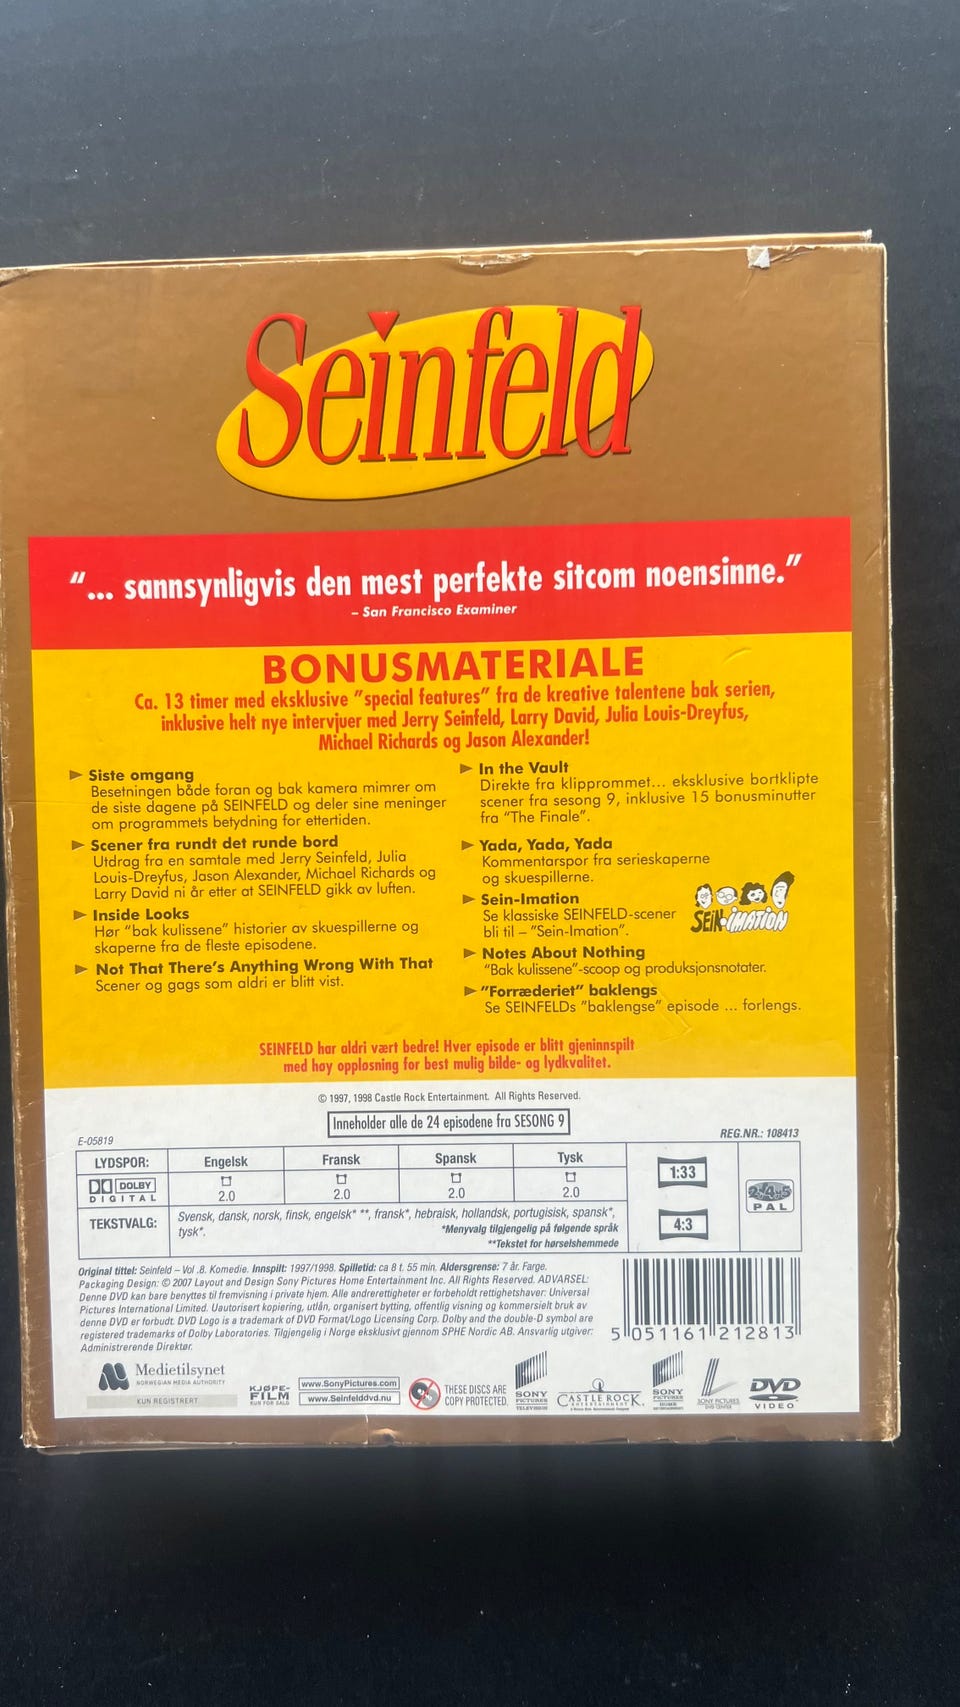 Seinfeld
"... sannsynligvis den mest perfekte sitcom noensinne."
– San Francisco Examiner
BONUSMATERIALE
Ca. 13 timer med eksklusive "special features" fra de kreative talentene bak serien,
inklusive helt nye intervjuer med Jerry Seinfeld, Larry David, Julia Louis-Dreyfus,
Michael Richards og Jason Alexander!
Siste omgang
Besetningen både foran og bak kamera mimrer om
de siste dagene på SEINFELD og deler sine meninger
om programmets betydning for ettertiden.
Scener fra rundt det runde bord
Utdrag fra en samtale med Jerry Seinfeld, Julia
Louis-Dreyfus, Jason Alexander, Michael Richards og
Larry David ni år etter at SEINFELD gikk av luften.
Inside Looks
Hør "bak kulissene" historier av skuespillerne og
skaperne fra de fleste episodene.
Not That There's Anything Wrong With That
Scener og gags som aldri er blitt vist.
In the Vault
Direkte fra klipprommet... eksklusive bortklipte
scener fra sesong 9, inklusive 15 bonusminutter
fra "The Finale".
Yada, Yada, Yada
Kommentarspor fra serieskaperne
og skuespillerne.
Sein-Imation
Se klassiske SEINFELD-scener
bli til – "Sein-Imation".
SEIN-IMATION
Notes About Nothing
"Bak kulissene"-scoop og produksjonsnotater.
"Forræderiet" baklengs
Se SEINFELDs "baklengse" episode ... forlengs.
SEINFELD har aldri vært bedre! Hver episode er blitt gjeninnspilt
med høy oppløsning for best mulig bilde- og lydkvalitet.
© 1997, 1998 Castle Rock Entertainment. All Rights Reserved.
Inneholder alle de 24 episodene fra SESONG 9
E-05819
REG.NR.: 108413
LYDSPOR: Engelsk Fransk Spansk Tysk
DOLBY DIGITAL 2.0 2.0 2.0 2.0
TEKSTVALG: Svensk, dansk, norsk, finsk, engelsk* **, fransk*, hebraisk, hollandsk, portugisisk, spansk*,
tysk*.
*Menyvalg tilgjengelig på følgende språk
**Tekstet for hørselshemmede
1:33
4:3
2·4·5
PAL
Original tittel: Seinfeld – Vol .8. Komedie. Innspilt: 1997/1998. Spilletid: ca 8 t. 55 min. Aldersgrense: 7 år. Farge.
Packaging Design: © 2007 Layout and Design Sony Pictures Home Entertainment Inc. All Rights Reserved. ADVARSEL:
Denne DVD kan bare benyttes til fremvisning i private hjem. Alle andrerettigheter er forbeholdt rettighetshaver: Universal
Pictures International Limited. Uautorisert kopiering, utlån, organisert bytting, offentlig visning og kommersielt bruk av
denne DVD er forbudt. DVD Logo is a trademark of DVD Format/Logo Licensing Corp. Dolby and the double-D symbol are
registered trademarks of Dolby Laboratories. Tilgjengelig i Norge eksklusivt gjennom SPHE Nordic AB. Ansvarlig utgiver:
Administrerende Direktør.
5 051161 212813
Medietilsynet
NORWEGIAN MEDIA AUTHORITY
KUN REGISTRERT
KJØPE-
FILM
KUN FOR SALG
www.SonyPictures.com
www.Seinfelddvd.nu
THESE DISCS ARE
COPY PROTECTED.
SONY
PICTURES
TELEVISION
CASTLE ROCK
ENTERTAINMENT
SONY
PICTURES
SONY PICTURES
DVD CENTER
DVD
VIDEO